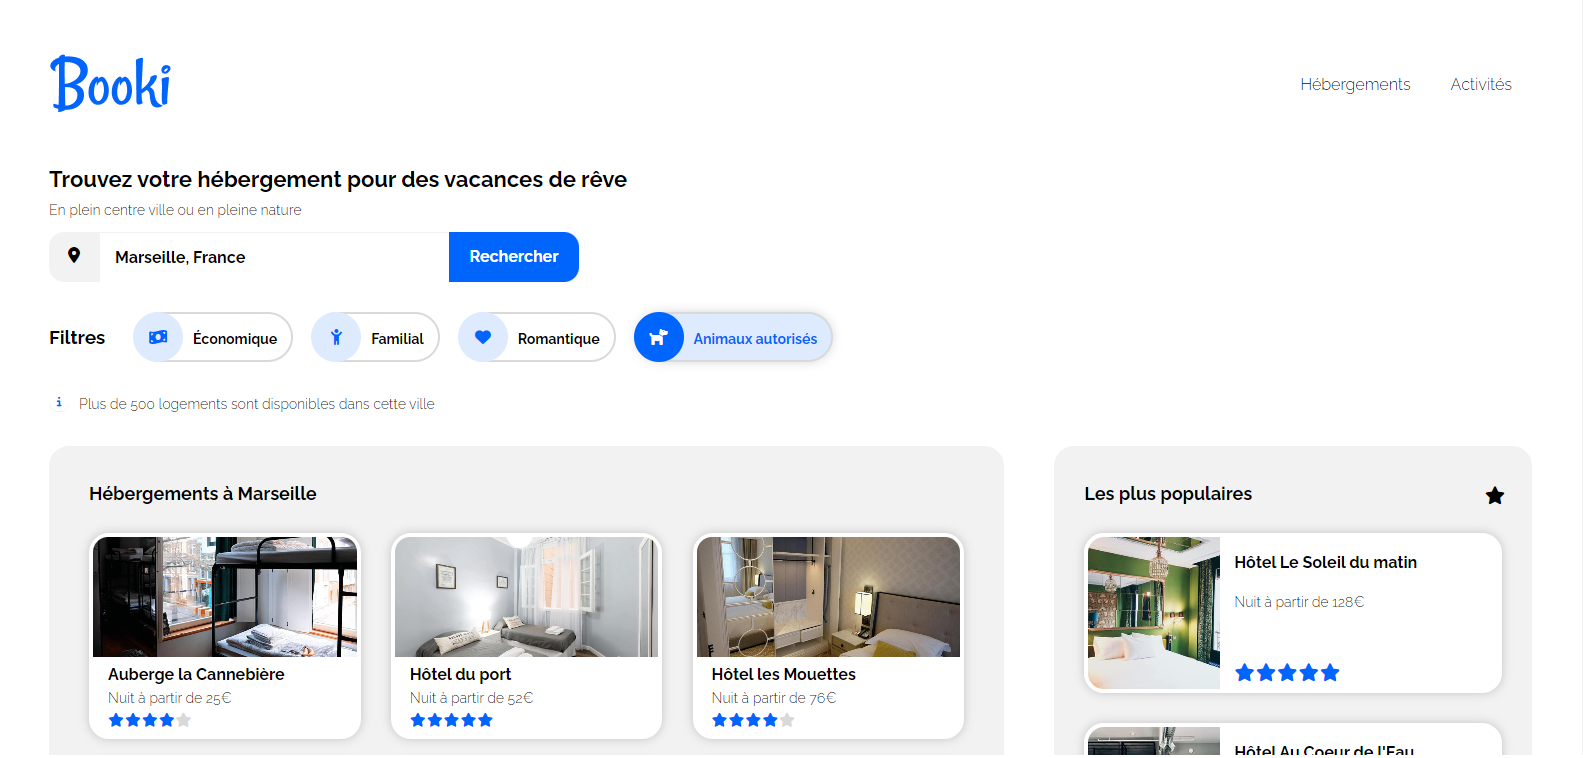 Booki
Hébergements
Activités
Trouvez votre hébergement pour des vacances de rêve
En plein centre ville ou en pleine nature
Marseille, France
Rechercher
Filtres
Économique
Familial
Romantique
Animaux autorisés
Plus de 500 logements sont disponibles dans cette ville
Hébergements à Marseille
Auberge la Cannebière
Nuit à partir de 25€
Hôtel du port
Nuit à partir de 52€
Hôtel les Mouettes
Nuit à partir de 76€
Les plus populaires
Hôtel Le Soleil du matin
Nuit à partir de 128€
Hôtel Au Coeur de l'Eau